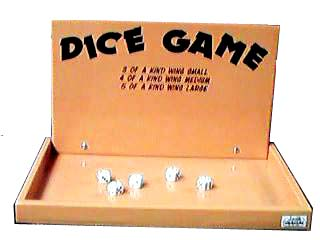 DICE GAME
3 OF A KIND WINS SMALL
4 OF A KIND WINS MEDIUM
5 OF A KIND WINS LARGE